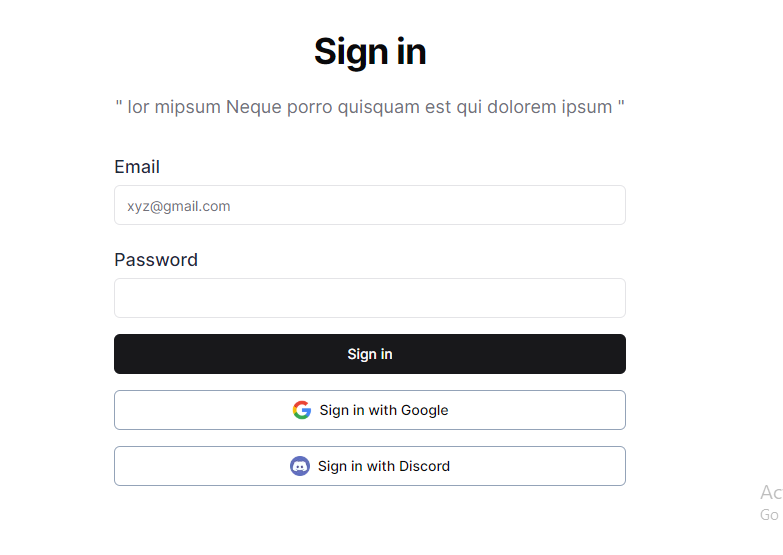 Sign in
" lor mipsum Neque porro quisquam est qui dolorem ipsum "
Email
xyz@gmail.com
Password
Sign in
Sign in with Google
Sign in with Discord
Ac
Go